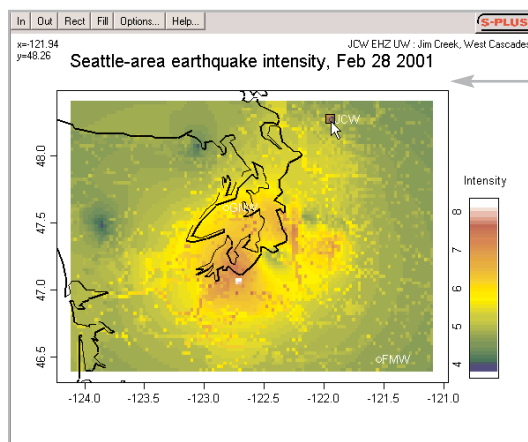 In Out Rect Fill Options... Help...
S-PLUS
x=-121.94
y=48.26
JCW EHZ UW : Jim Creek, West Cascades
Seattle-area earthquake intensity, Feb 28 2001
JCW
48.0
47.5
47.0
46.5
FMW
-124.0 -123.5 -123.0 -122.5 -122.0 -121.5 -121.0
Intensity
8
7
6
5
4